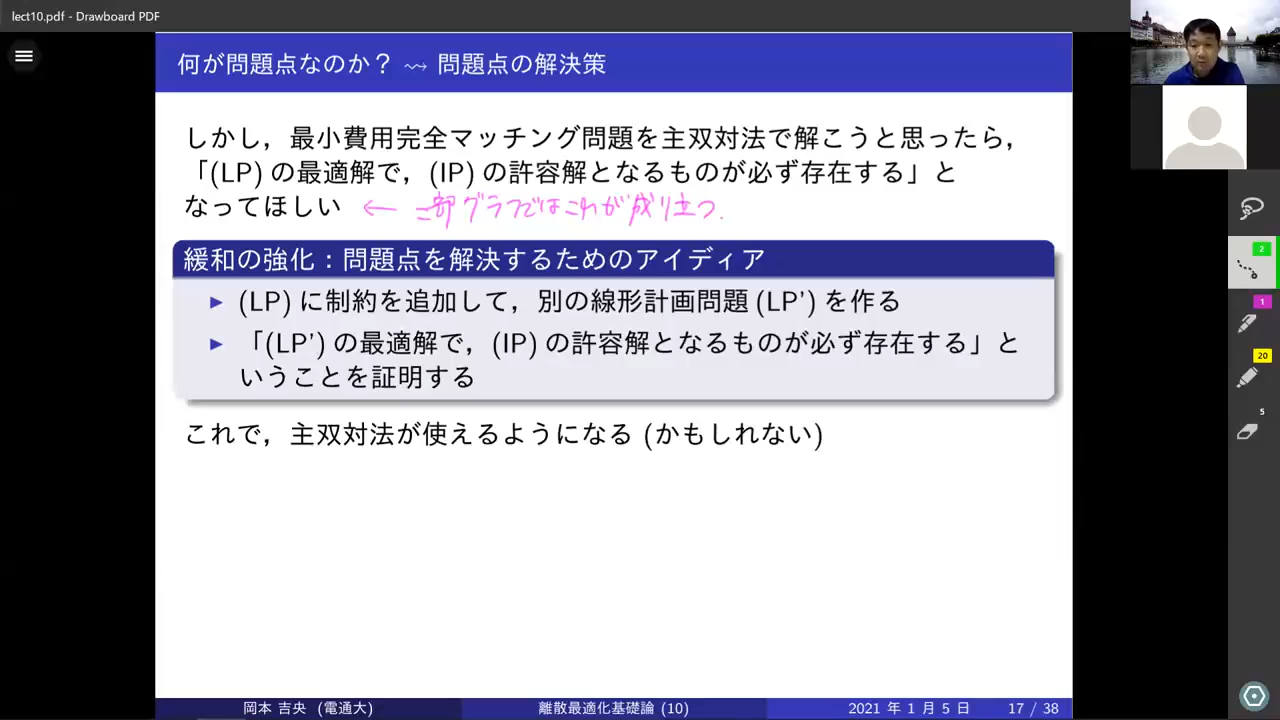 lect10.pdf - Drawboard PDF
何が問題点なのか？ ⇝ 問題点の解決策
しかし，最小費用完全マッチング問題を主双対法で解こうと思ったら，
「(LP) の最適解で，(IP) の許容解となるものが必ず存在する」と
なってほしい ← 二部グラフではこれが成り立つ.
緩和の強化：問題点を解決するためのアイディア
▶ (LP) に制約を追加して，別の線形計画問題 (LP’) を作る
▶ 「(LP’) の最適解で，(IP) の許容解となるものが必ず存在する」と
いうことを証明する
これで，主双対法が使えるようになる (かもしれない)
岡本 吉央 (電通大) 離散最適化基礎論 (10) 2021 年 1 月 5 日 17 / 38
2
1
20
5